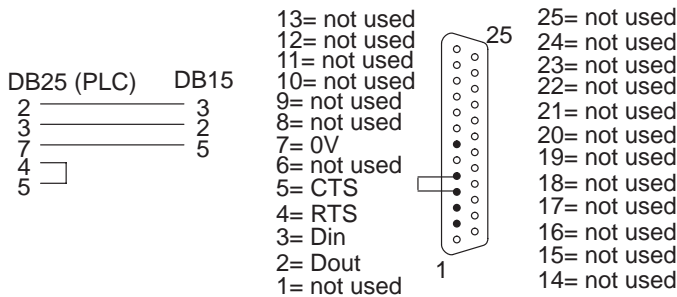 DB25 (PLC) DB15
2 3
3 2
7 5
4
5
13= not used
12= not used
11= not used
10= not used
9= not used
8= not used
7= 0V
6= not used
5= CTS
4= RTS
3= Din
2= Dout
1= not used
25
1
25= not used
24= not used
23= not used
22= not used
21= not used
20= not used
19= not used
18= not used
17= not used
16= not used
15= not used
14= not used